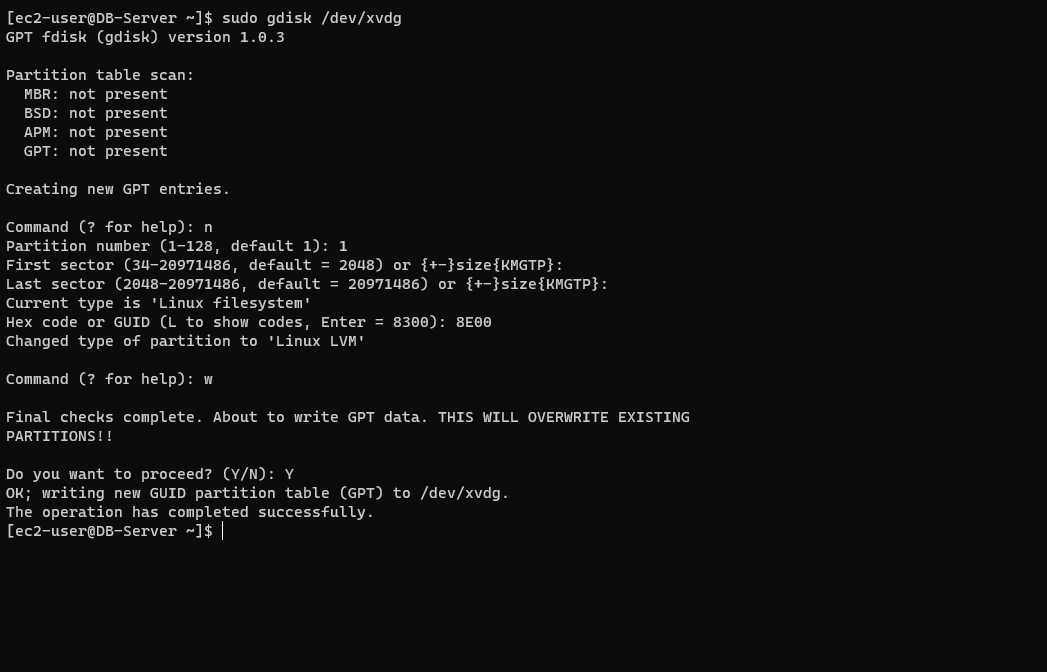 [ec2-user@DB-Server ~]$ sudo gdisk /dev/xvdg
GPT fdisk (gdisk) version 1.0.3
Partition table scan:
  MBR: not present
  BSD: not present
  APM: not present
  GPT: not present
Creating new GPT entries.
Command (? for help): n
Partition number (1-128, default 1): 1
First sector (34-20971486, default = 2048) or {+-}size{KMGTP}:
Last sector (2048-20971486, default = 20971486) or {+-}size{KMGTP}:
Current type is 'Linux filesystem'
Hex code or GUID (L to show codes, Enter = 8300): 8E00
Changed type of partition to 'Linux LVM'
Command (? for help): w
Final checks complete. About to write GPT data. THIS WILL OVERWRITE EXISTING
PARTITIONS!!
Do you want to proceed? (Y/N): Y
OK; writing new GUID partition table (GPT) to /dev/xvdg.
The operation has completed successfully.
[ec2-user@DB-Server ~]$